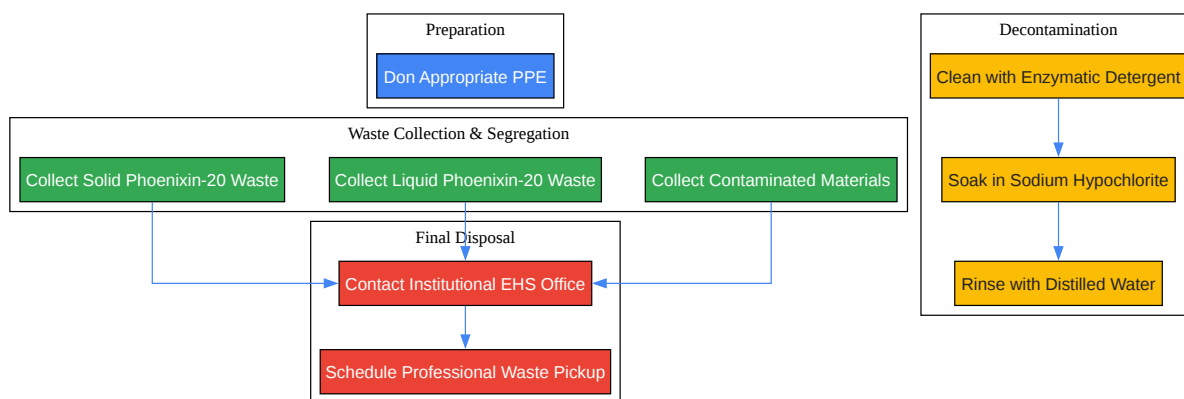 Preparation
Don Appropriate PPE
Waste Collection & Segregation
Collect Solid Phoenixin-20 Waste
Collect Liquid Phoenixin-20 Waste
Collect Contaminated Materials
Final Disposal
Contact Institutional EHS Office
Schedule Professional Waste Pickup
Decontamination
Clean with Enzymatic Detergent
Soak in Sodium Hypochlorite
Rinse with Distilled Water